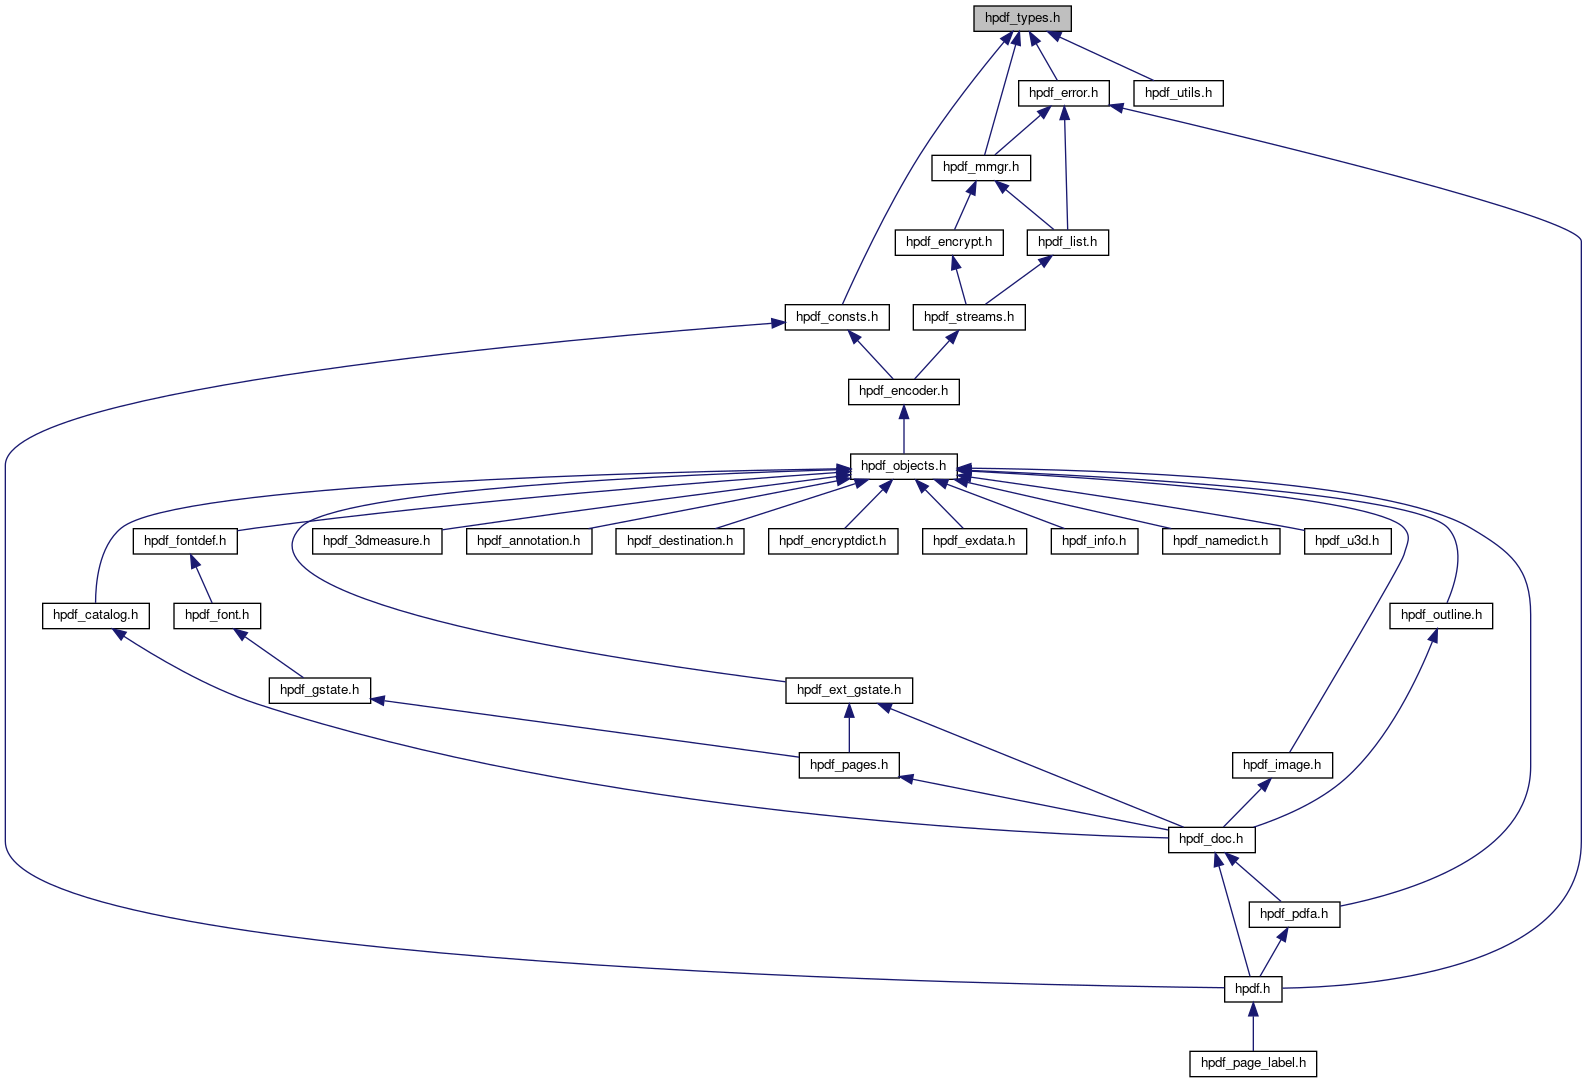 hpdf_types.h
hpdf_error.h
hpdf_utils.h
hpdf_mmgr.h
hpdf_encrypt.h
hpdf_list.h
hpdf_consts.h
hpdf_streams.h
hpdf_encoder.h
hpdf_objects.h
hpdf_fontdef.h
hpdf_3dmeasure.h
hpdf_annotation.h
hpdf_destination.h
hpdf_encryptdict.h
hpdf_exdata.h
hpdf_info.h
hpdf_namedict.h
hpdf_u3d.h
hpdf_catalog.h
hpdf_font.h
hpdf_outline.h
hpdf_gstate.h
hpdf_ext_gstate.h
hpdf_pages.h
hpdf_image.h
hpdf_doc.h
hpdf_pdfa.h
hpdf.h
hpdf_page_label.h